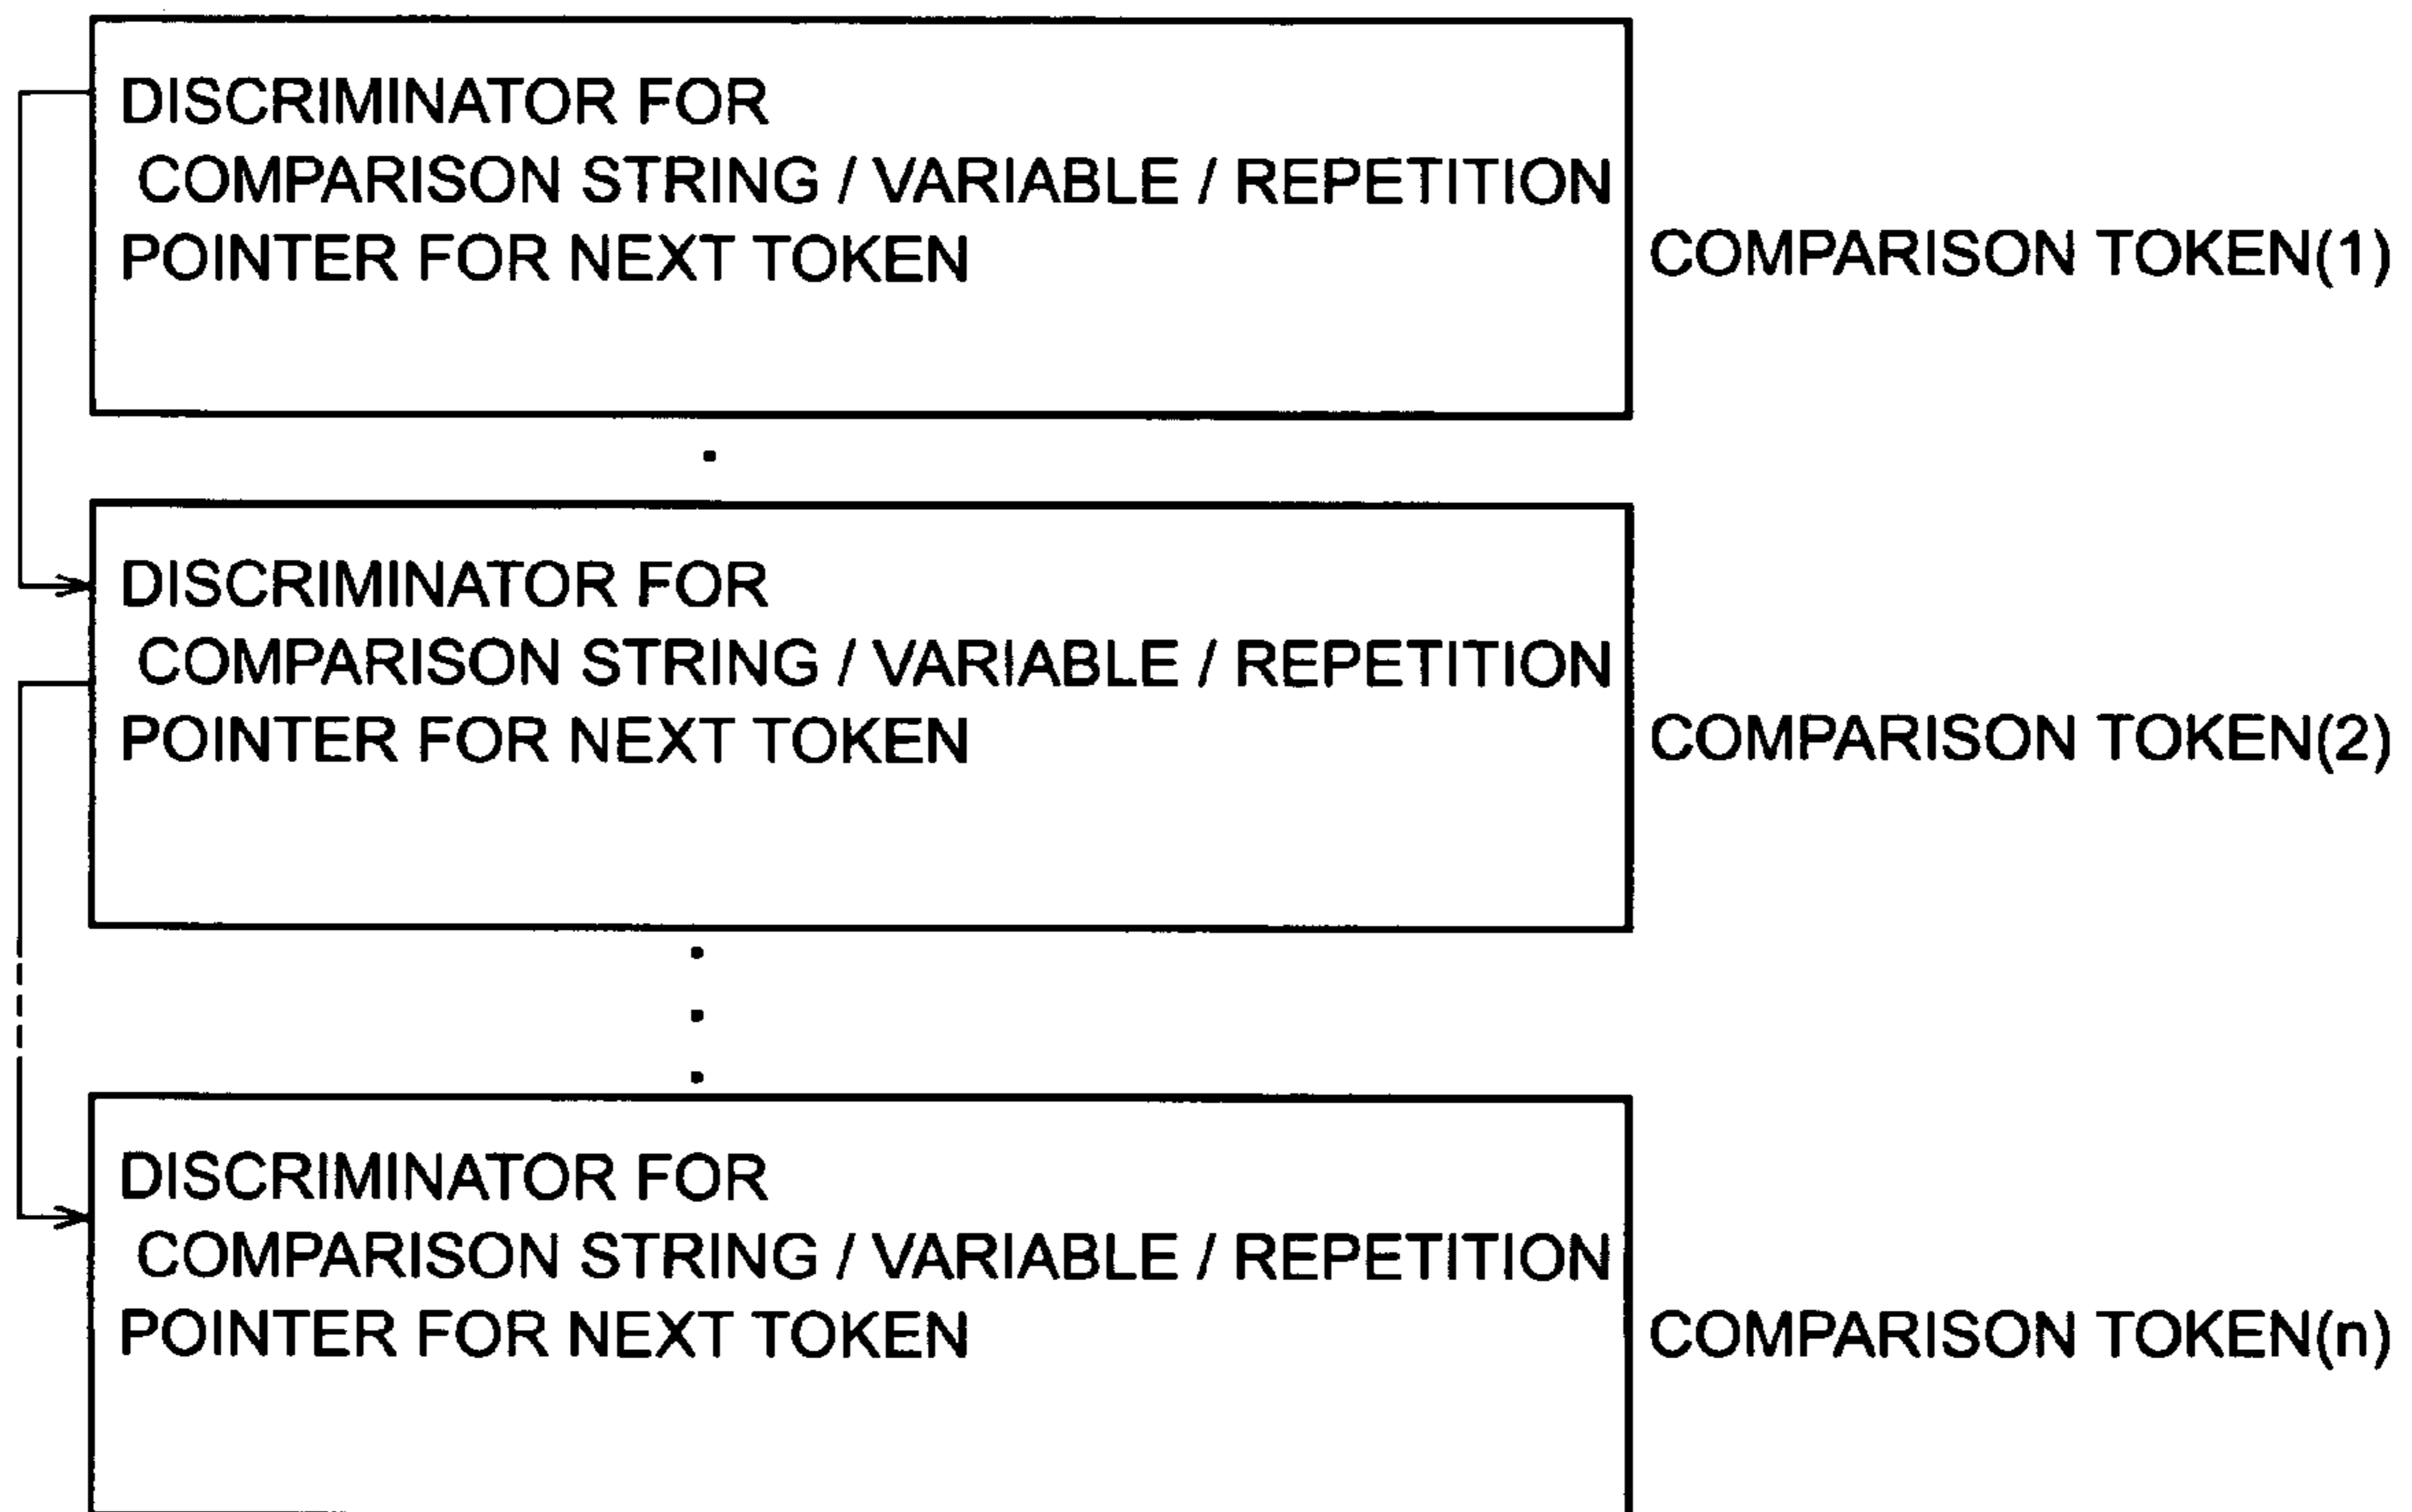 DISCRIMINATOR FOR
COMPARISON STRING / VARIABLE / REPETITION
POINTER FOR NEXT TOKEN
COMPARISON TOKEN(1)
DISCRIMINATOR FOR
COMPARISON STRING / VARIABLE / REPETITION
POINTER FOR NEXT TOKEN
COMPARISON TOKEN(2)
DISCRIMINATOR FOR
COMPARISON STRING / VARIABLE / REPETITION
POINTER FOR NEXT TOKEN
COMPARISON TOKEN(n)